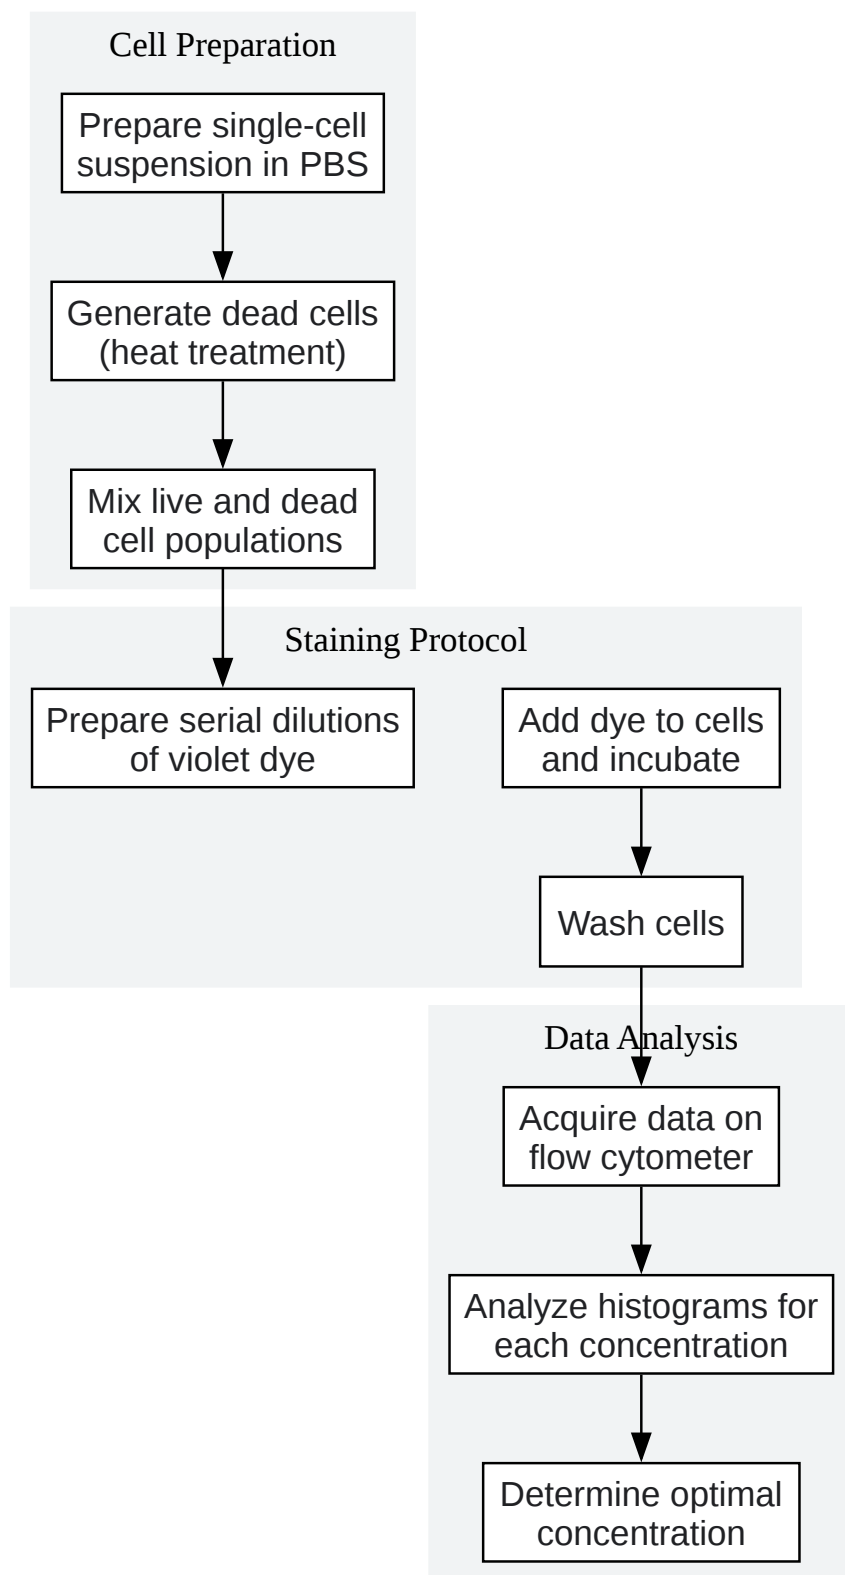 Cell Preparation
Prepare single-cell
suspension in PBS
Generate dead cells
(heat treatment)
Mix live and dead
cell populations
Staining Protocol
Prepare serial dilutions
of violet dye
Add dye to cells
and incubate
Wash cells
Data Analysis
Acquire data on
flow cytometer
Analyze histograms for
each concentration
Determine optimal
concentration